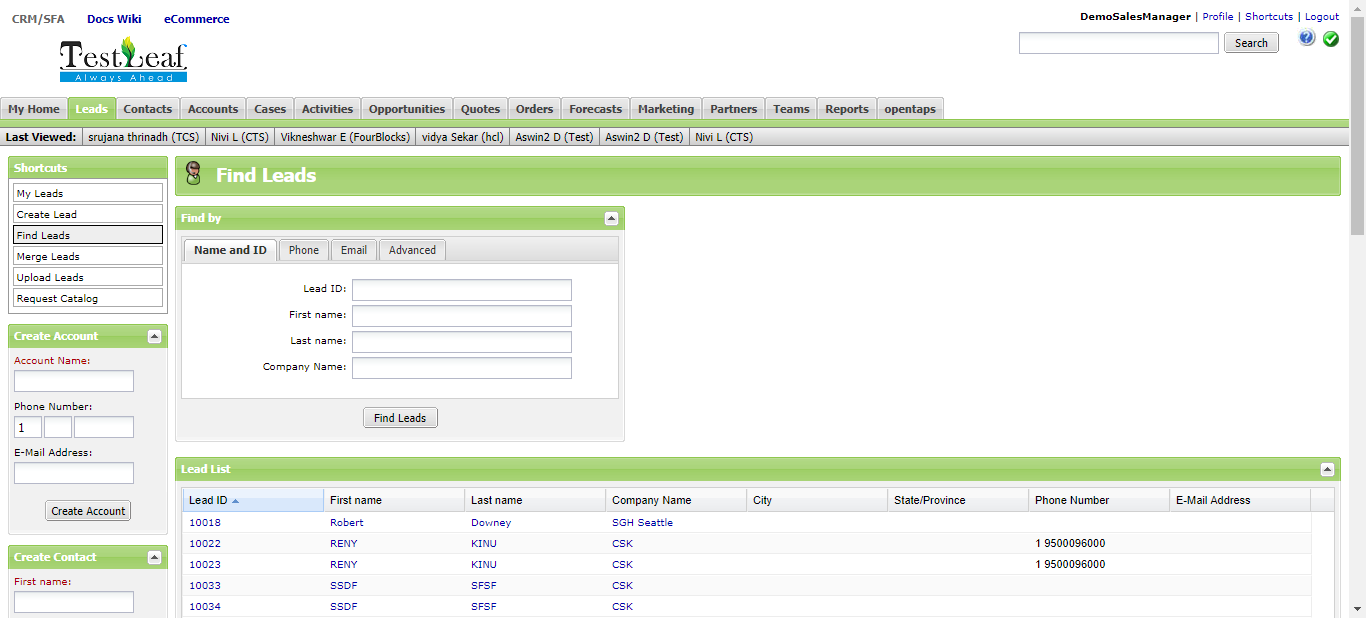 CRM/SFA Docs Wiki eCommerce
DemoSalesManager | Profile | Shortcuts | Logout
TestLeaf
Always Ahead
Search
My Home Leads Contacts Accounts Cases Activities Opportunities Quotes Orders Forecasts Marketing Partners Teams Reports opentaps
Last Viewed: srujana thrinadh (TCS) Nivi L (CTS) Vikneshwar E (FourBlocks) vidya Sekar (hcl) Aswin2 D (Test) Aswin2 D (Test) Nivi L (CTS)
Shortcuts
My Leads
Create Lead
Find Leads
Merge Leads
Upload Leads
Request Catalog
Create Account
Account Name:
Phone Number:
1
E-Mail Address:
Create Account
Create Contact
First name:
Find Leads
Find by
Name and ID Phone Email Advanced
Lead ID:
First name:
Last name:
Company Name:
Find Leads
Lead List
Lead ID First name Last name Company Name City State/Province Phone Number E-Mail Address
10018 Robert Downey SGH Seattle
10022 RENY KINU CSK 1 9500096000
10023 RENY KINU CSK 1 9500096000
10033 SSDF SFSF CSK
10034 SSDF SFSF CSK